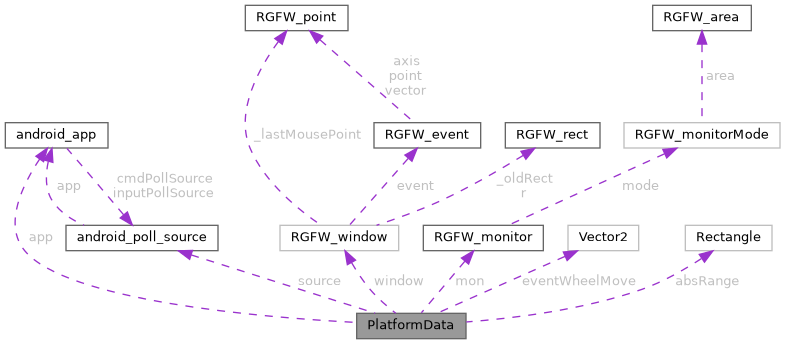 RGFW_point
RGFW_area
axis
point
vector
area
android_app
_lastMousePoint
RGFW_event
RGFW_rect
RGFW_monitorMode
cmdPollSource
inputPollSource
app
event
_oldRect
r
mode
app
android_poll_source
RGFW_window
RGFW_monitor
Vector2
Rectangle
source
window
mon
eventWheelMove
absRange
PlatformData